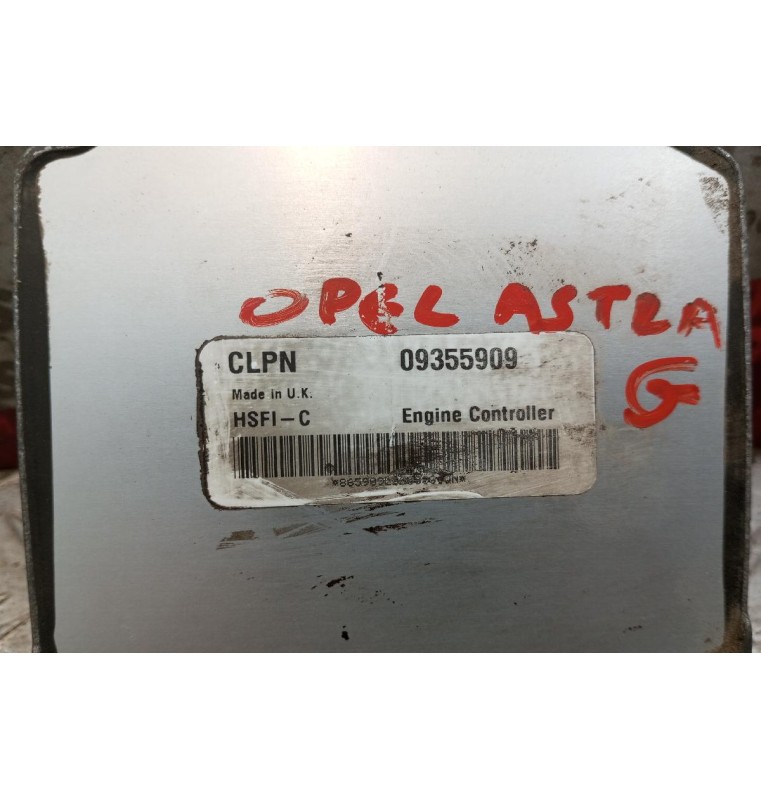 OPEL ASTRA
G
CLPN 09355909
Made in U.K.
HSFI-C Engine Controller